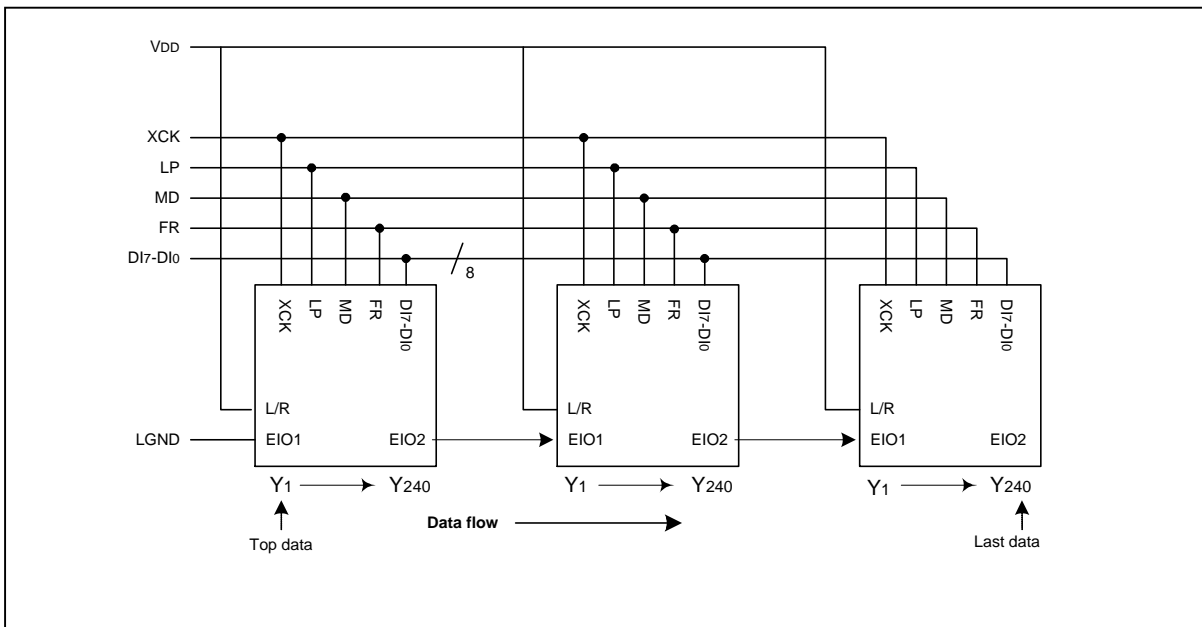 VDD
XCK
LP
MD
FR
DI7-DI0
8
XCK LP MD FR DI7-DI0
XCK LP MD FR DI7-DI0
XCK LP MD FR DI7-DI0
L/R
L/R
L/R
LGND
EIO1 EIO2
EIO1 EIO2
EIO1 EIO2
Y1 Y240
Y1 Y240
Y1 Y240
Data flow
Top data
Last data